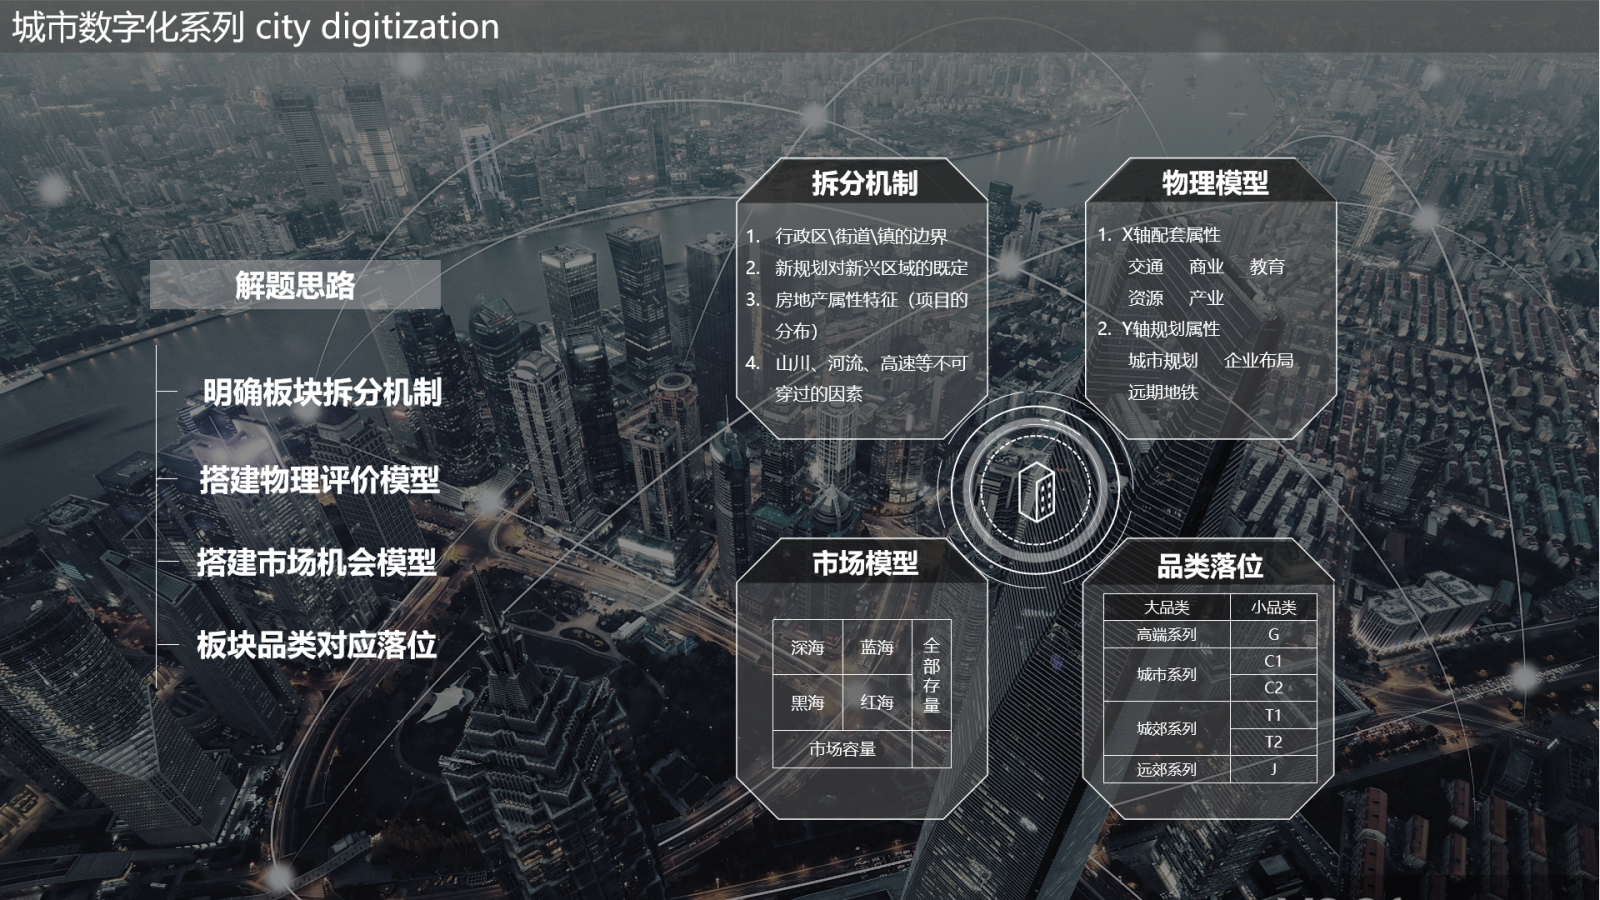 城市数字化系列 city digitization
解题思路
明确板块拆分机制
搭建物理评价模型
搭建市场机会模型
板块品类对应落位
拆分机制
1. 行政区\街道\镇的边界
2. 新规划对新兴区域的既定
3. 房地产属性特征（项目的
分布）
4. 山川、河流、高速等不可
穿过的因素
物理模型
1. X轴配套属性
交通 商业 教育
资源 产业
2. Y轴规划属性
城市规划 企业布局
远期地铁
市场模型
深海 蓝海 全部存量
黑海 红海
市场容量
品类落位
大品类 小品类
高端系列 G
城市系列 C1
C2
城郊系列 T1
T2
远郊系列 J